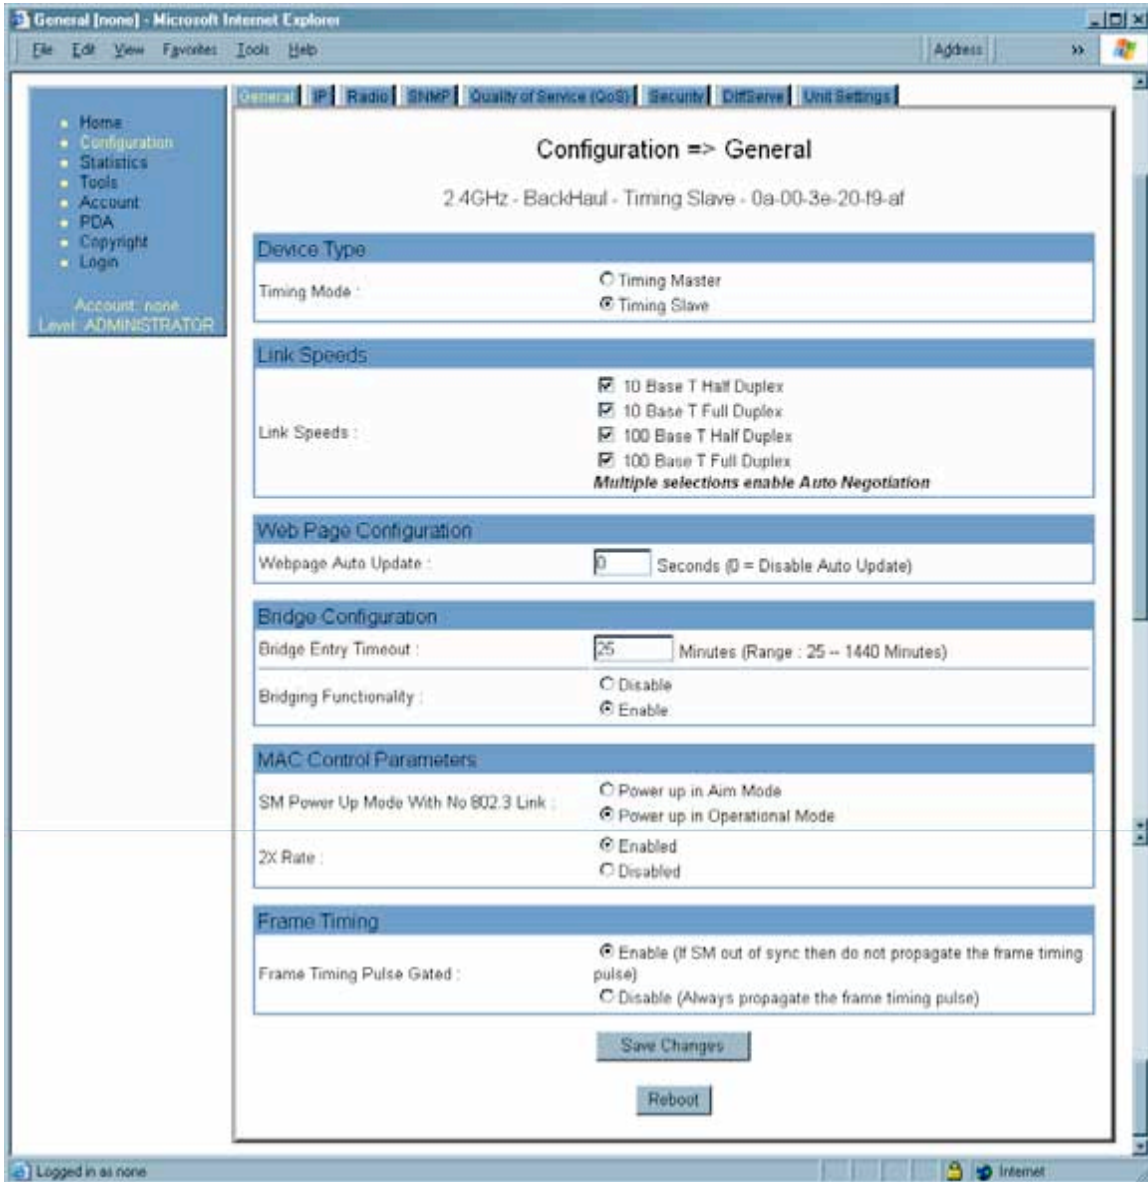 General [none] - Microsoft Internet Explorer
File Edit View Favorites Tools Help
Address
Home
Configuration
Statistics
Tools
Account
PDA
Copyright
Login
Account: none
Level: ADMINISTRATOR
General IP Radio SNMP Quality of Service (QoS) Security DiffServe Unit Settings
Configuration => General
2.4GHz - BackHaul - Timing Slave - 0a-00-3e-20-f9-af
Device Type
Timing Mode :
Timing Master
Timing Slave
Link Speeds
Link Speeds :
10 Base T Half Duplex
10 Base T Full Duplex
100 Base T Half Duplex
100 Base T Full Duplex
Multiple selections enable Auto Negotiation
Web Page Configuration
Webpage Auto Update : 0 Seconds (0 = Disable Auto Update)
Bridge Configuration
Bridge Entry Timeout : 25 Minutes (Range : 25 -- 1440 Minutes)
Bridging Functionality :
Disable
Enable
MAC Control Parameters
SM Power Up Mode With No 802.3 Link :
Power up in Aim Mode
Power up in Operational Mode
2X Rate :
Enabled
Disabled
Frame Timing
Frame Timing Pulse Gated :
Enable (If SM out of sync then do not propagate the frame timing
pulse)
Disable (Always propagate the frame timing pulse)
Save Changes
Reboot
Logged in as none
Internet